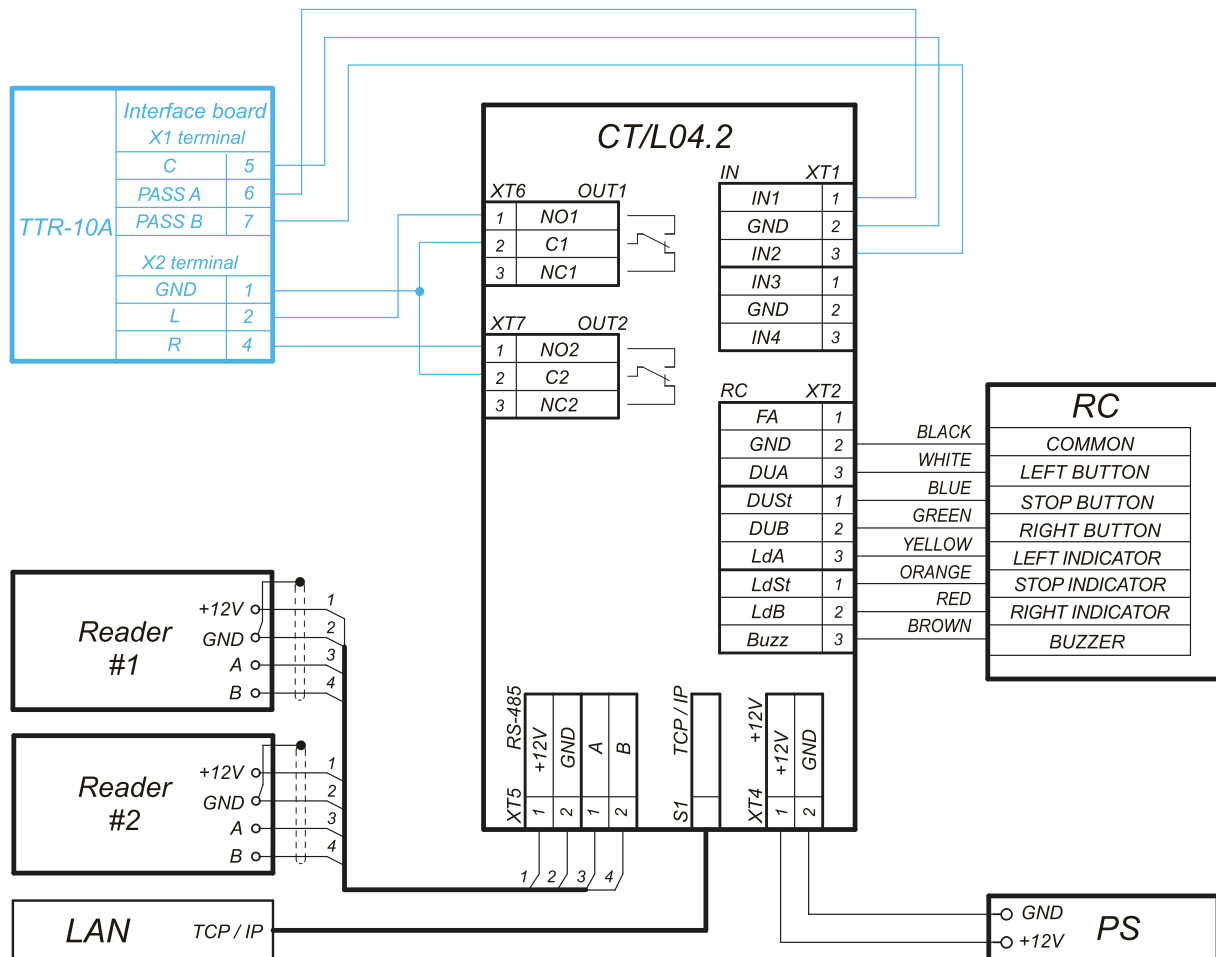 Interface board
X1 terminal
C 5
PASS A 6
TTR-10A PASS B 7
X2 terminal
GND 1
L 2
R 4
CT/L04.2
XT6 OUT1
1 NO1
2 C1
3 NC1
XT7 OUT2
1 NO2
2 C2
3 NC2
IN XT1
IN1 1
GND 2
IN2 3
IN3 1
GND 2
IN4 3
RC XT2
FA 1
GND 2
DUA 3
DUSt 1
DUB 2
LdA 3
LdSt 1
LdB 2
Buzz 3
BLACK
WHITE
BLUE
GREEN
YELLOW
ORANGE
RED
BROWN
RC
COMMON
LEFT BUTTON
STOP BUTTON
RIGHT BUTTON
LEFT INDICATOR
STOP INDICATOR
RIGHT INDICATOR
BUZZER
Reader
#1
+12V 1
GND 2
A 3
B 4
Reader
#2
+12V 1
GND 2
A 3
B 4
XT5 RS-485
1 +12V
2 GND
1 A
2 B
S1 TCP / IP
XT4 +12V
1 +12V
2 GND
1 2 3 4
LAN TCP / IP
GND
+12V
PS